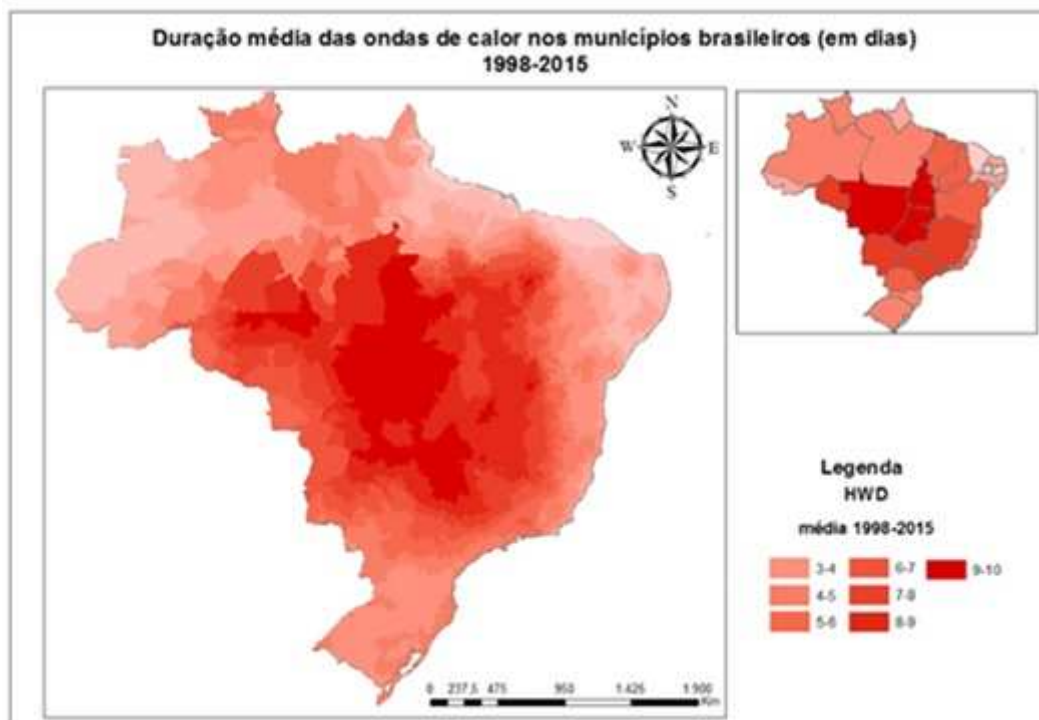 Duração média das ondas de calor nos municípios brasileiros (em dias)
1998-2015
N
W E
S
Legenda
HWD
média 1998-2015
3-4 6-7 9-10
4-5 7-8
5-6 8-9
0 237,5 475 950 1.425 1.900
Km